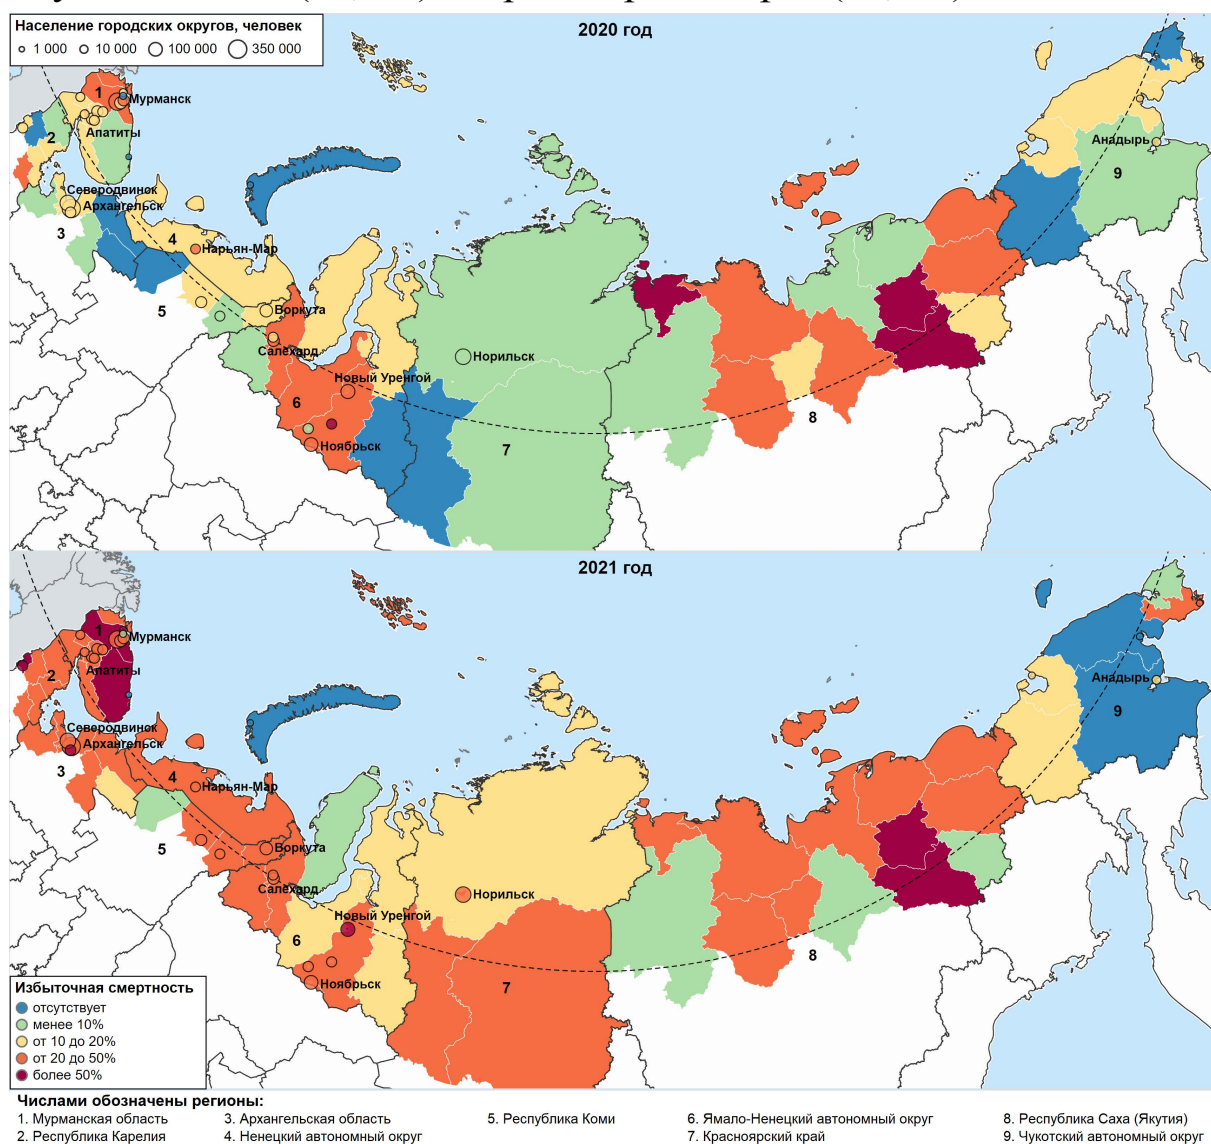 2020 год
Население городских округов, человек
1 000 10 000 100 000 350 000
1
Мурманск
2
Апатиты
Северодвинск
Архангельск
3
4
Нарьян-Мар
5
Воркута
Салехард
Новый Уренгой
6
Ноябрьск
Норильск
7
8
Анадырь
9
2021 год
1
Мурманск
2
Апатиты
Северодвинск
Архангельск
3
4
Нарьян-Мар
5
Воркута
Салехард
Новый Уренгой
6
Ноябрьск
Норильск
7
8
Анадырь
9
Избыточная смертность
отсутствует
менее 10%
от 10 до 20%
от 20 до 50%
более 50%
Числами обозначены регионы:
1. Мурманская область 3. Архангельская область 5. Республика Коми 6. Ямало-Ненецкий автономный округ 8. Республика Саха (Якутия)
2. Республика Карелия 4. Ненецкий автономный округ 7. Красноярский край 9. Чукотский автономный округ